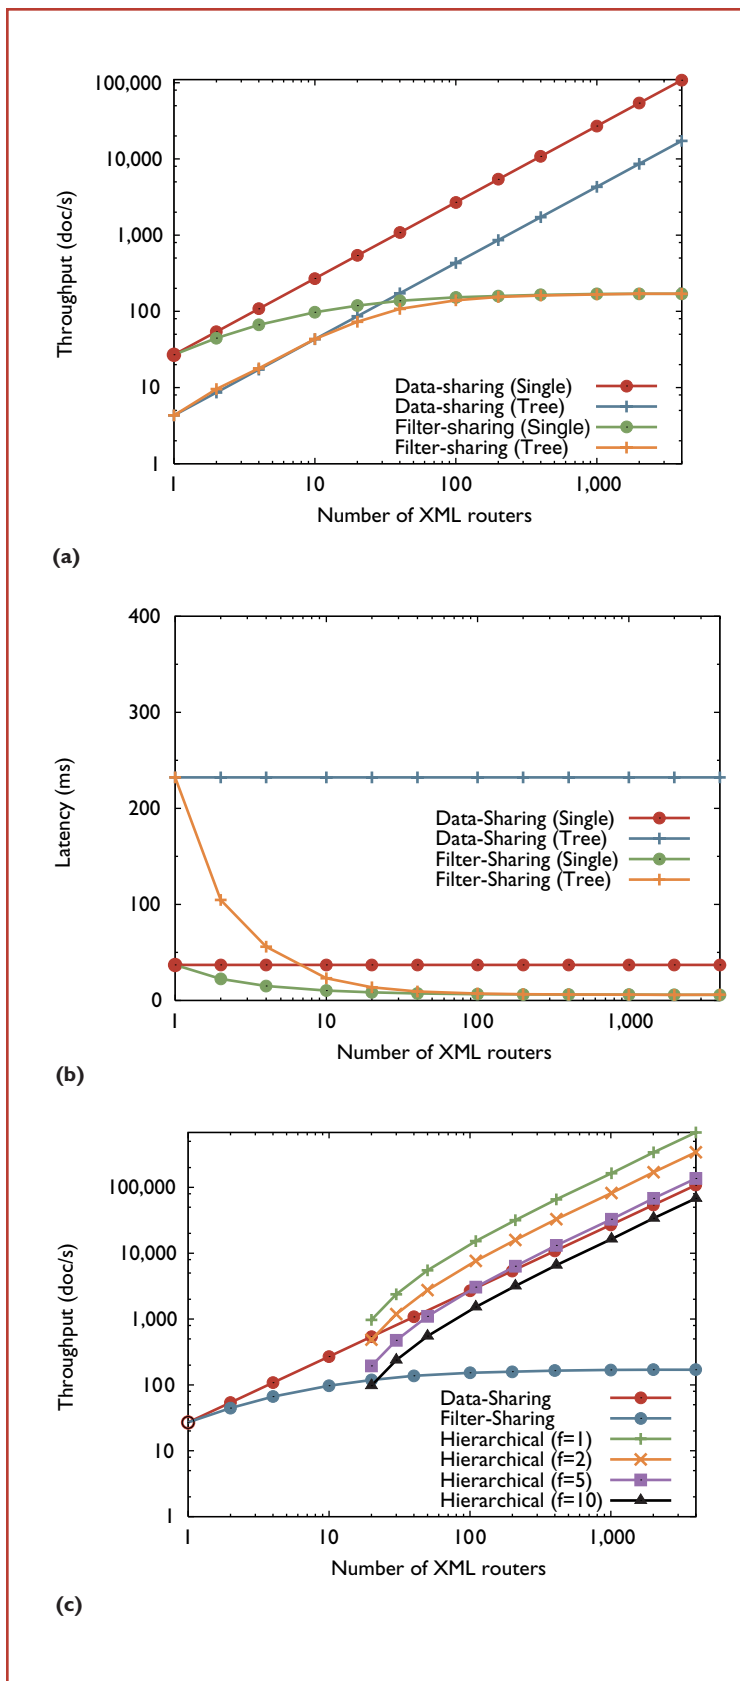 100,000
10,000
1,000
100
10
1
Throughput (doc/s)
Data-sharing (Single)
Data-sharing (Tree)
Filter-sharing (Single)
Filter-sharing (Tree)
1 10 100 1,000
Number of XML routers
(a)
400
300
200
100
0
Latency (ms)
Data-Sharing (Single)
Data-Sharing (Tree)
Filter-Sharing (Single)
Filter-Sharing (Tree)
1 10 100 1,000
Number of XML routers
(b)
100,000
10,000
1,000
100
10
1
Throughput (doc/s)
Data-Sharing
Filter-Sharing
Hierarchical (f=1)
Hierarchical (f=2)
Hierarchical (f=5)
Hierarchical (f=10)
1 10 100 1,000
Number of XML routers
(c)